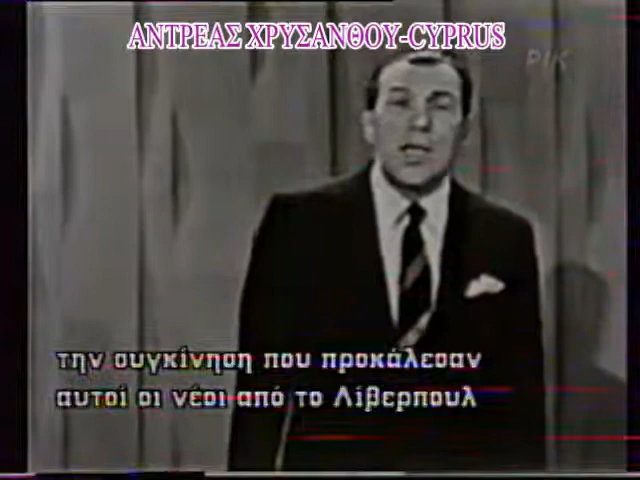 ΑΝΤΡΕΑΣ ΧΡΥΣΑΝΘΟΥ-CYPRUS
ΡΙΚ
την συγκίνηση που προκάλεσαν
αυτοί οι νέοι από το Λίβερπουλ